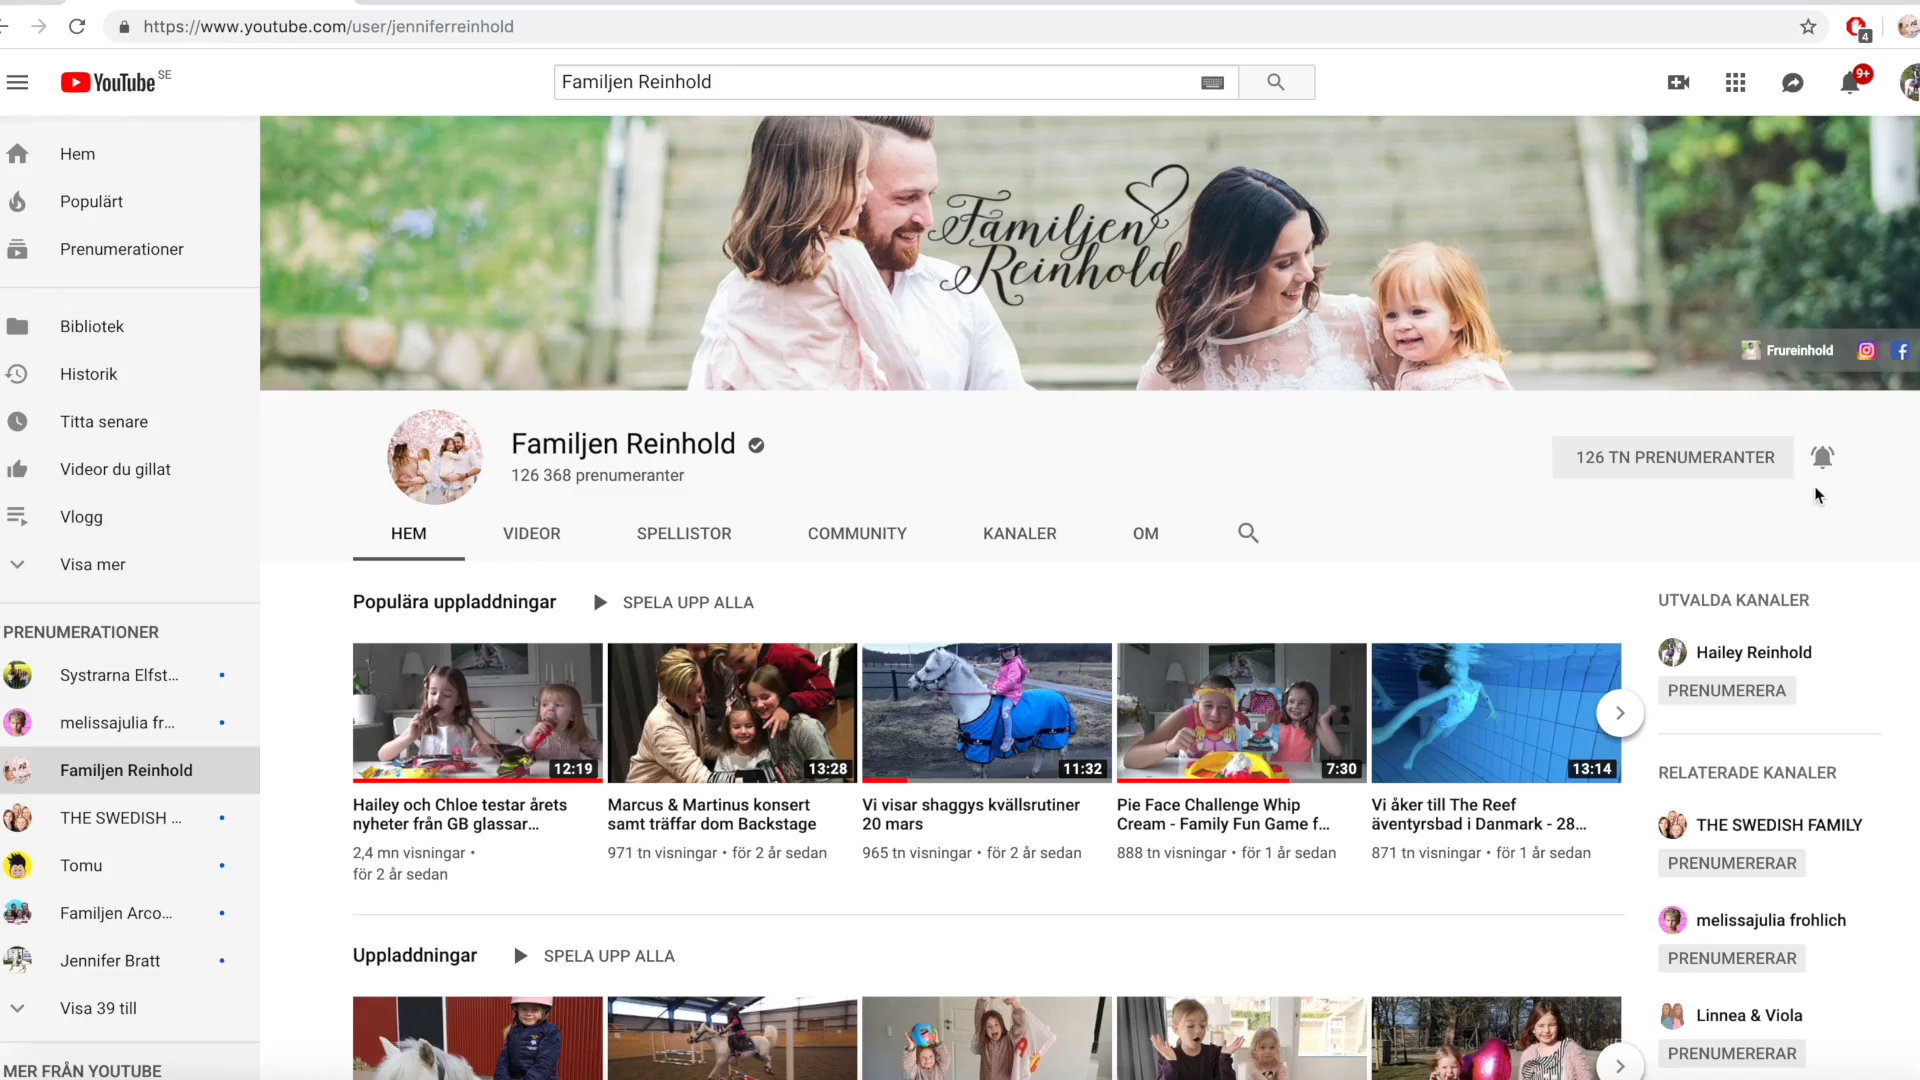 https://www.youtube.com/user/jenniferreinhold
4
YouTube SE
Familjen Reinhold
9+
Hem
Populärt
Prenumerationer
Bibliotek
Historik
Titta senare
Videor du gillat
Vlogg
Visa mer
PRENUMERATIONER
Systrarna Elfst...
melissajulia fr...
Familjen Reinhold
THE SWEDISH ...
Tomu
Familjen Arco...
Jennifer Bratt
Visa 39 till
MER FRÅN YOUTUBE
Familjen
Reinhold
Frureinhold
Familjen Reinhold
126 368 prenumeranter
126 TN PRENUMERANTER
HEM
VIDEOR
SPELLISTOR
COMMUNITY
KANALER
OM
Populära uppladdningar
SPELA UPP ALLA
12:19
Hailey och Chloe testar årets
nyheter från GB glassar...
2,4 mn visningar •
för 2 år sedan
13:28
Marcus & Martinus konsert
samt träffar dom Backstage
971 tn visningar • för 2 år sedan
11:32
Vi visar shaggys kvällsrutiner
20 mars
965 tn visningar • för 2 år sedan
7:30
Pie Face Challenge Whip
Cream - Family Fun Game f...
888 tn visningar • för 1 år sedan
13:14
Vi åker till The Reef
äventyrsbad i Danmark - 28...
871 tn visningar • för 1 år sedan
Uppladdningar
SPELA UPP ALLA
UTVALDA KANALER
Hailey Reinhold
PRENUMERERA
RELATERADE KANALER
THE SWEDISH FAMILY
PRENUMERERAR
melissajulia frohlich
PRENUMERERAR
Linnea & Viola
PRENUMERERAR